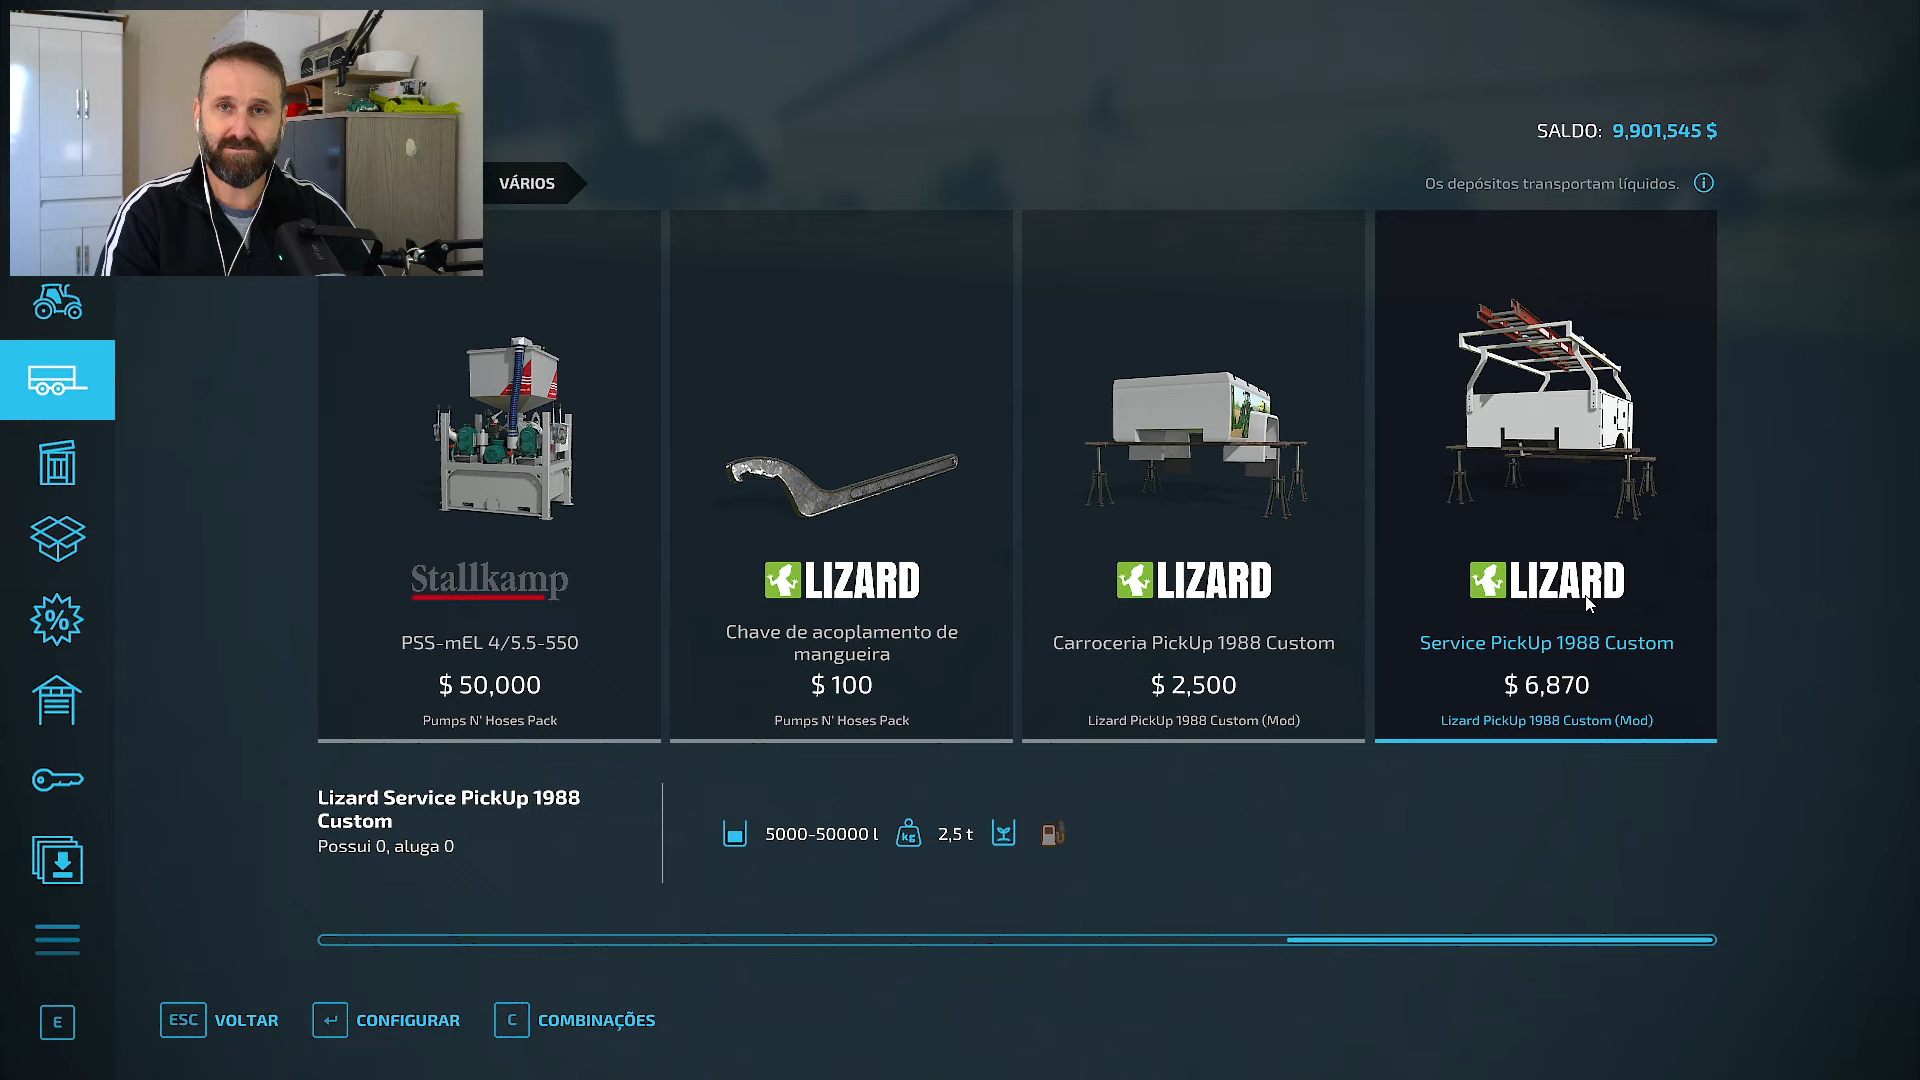 SALDO: 9,901,545 $
VÁRIOS
Os depósitos transportam líquidos.
Stallkamp
PSS-mEL 4/5.5-550
$ 50,000
Pumps N' Hoses Pack
LIZARD
Chave de acoplamento de
mangueira
$ 100
Pumps N' Hoses Pack
LIZARD
Carroceria PickUp 1988 Custom
$ 2,500
Lizard PickUp 1988 Custom (Mod)
LIZARD
Service PickUp 1988 Custom
$ 6,870
Lizard PickUp 1988 Custom (Mod)
Lizard Service PickUp 1988
Custom
Possui 0, aluga 0
5000-50000 l
kg
2,5 t
E
ESC VOLTAR
CONFIGURAR
C COMBINAÇÕES